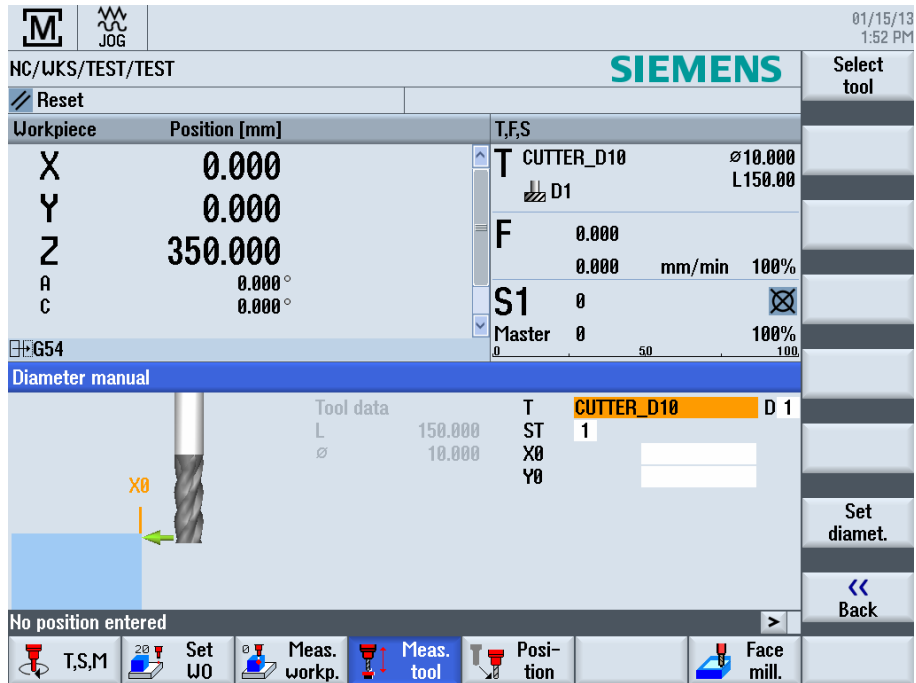 M
JOG
01/15/13
1:52 PM
NC/WKS/TEST/TEST
SIEMENS
Select
tool
Reset
Workpiece Position [mm]
T,F,S
X 0.000
Y 0.000
Z 350.000
A 0.000°
C 0.000°
T CUTTER_D10 ø10.000
D1 L150.00
F 0.000
0.000 mm/min 100%
S1 0
Master 0 100%
0 50 100
G54
Diameter manual
Tool data
L 150.000
ø 10.000
T CUTTER_D10 D 1
ST 1
X0
Y0
X0
Set
diamet.
<<
Back
No position entered
>
T,S,M
20
Set
WO
0
Meas.
workp.
Meas.
tool
Posi-
tion
Face
mill.